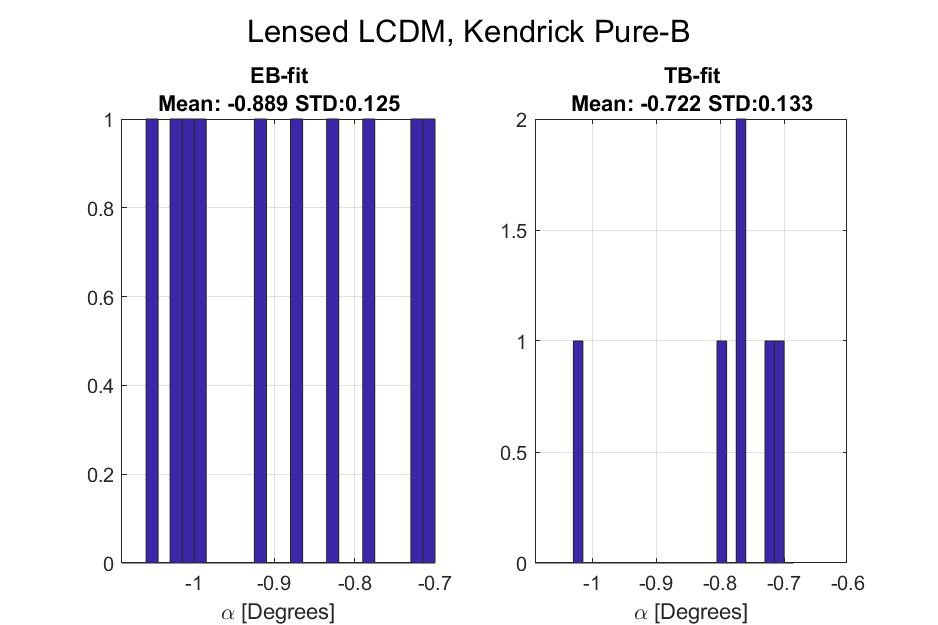 Lensed LCDM, Kendrick Pure-B
EB-fit
Mean: -0.889 STD:0.125
1
0.8
0.6
0.4
0.2
0
-1 -0.9 -0.8 -0.7
α [Degrees]
TB-fit
Mean: -0.722 STD:0.133
2
1.5
1
0.5
0
-1 -0.9 -0.8 -0.7 -0.6
α [Degrees]